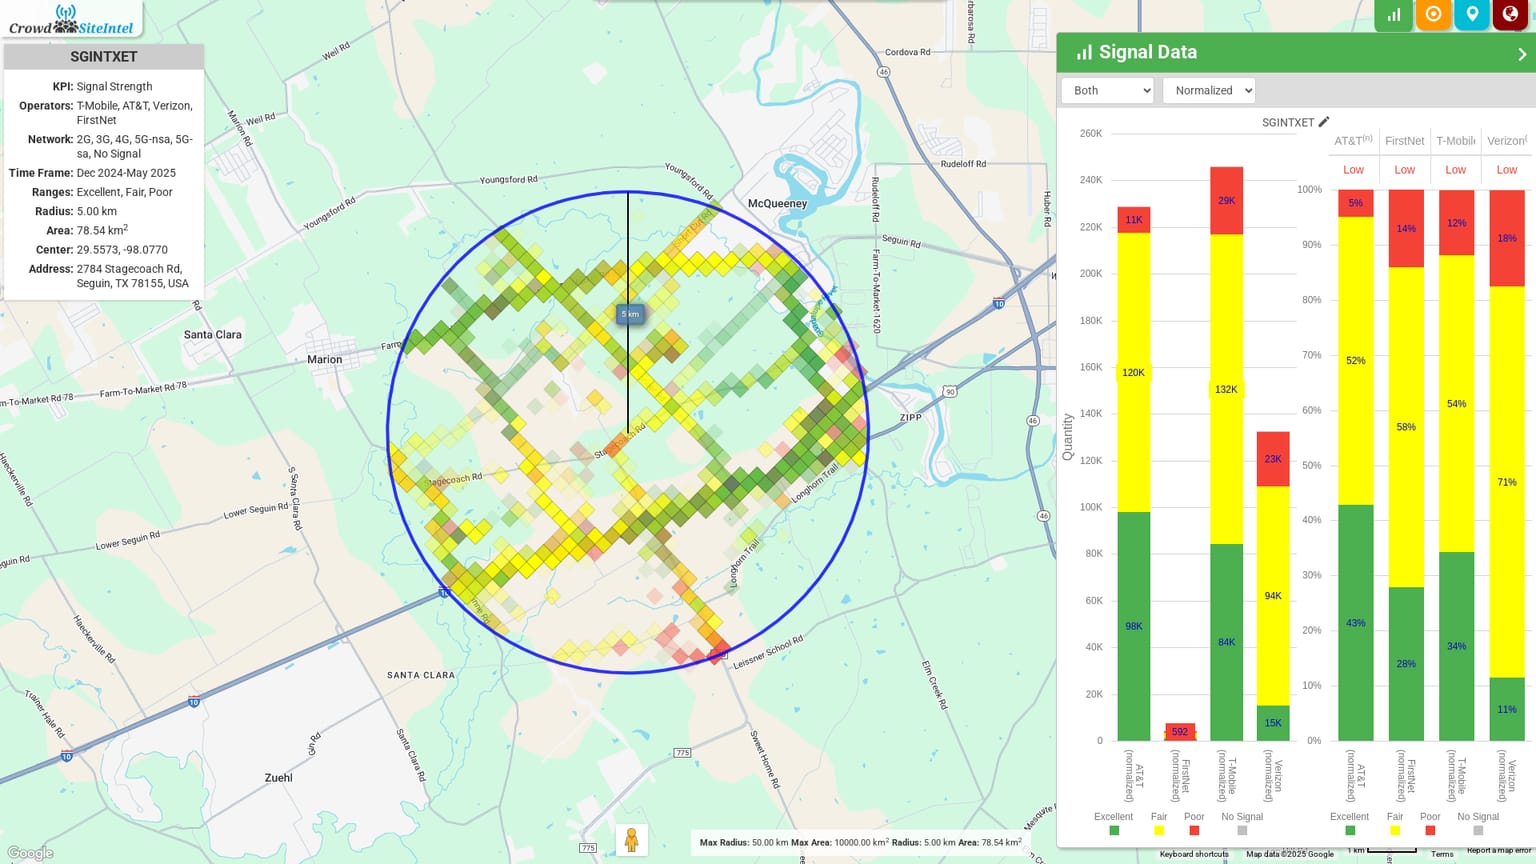 Crowd SiteIntel
SGINTXET
KPI: Signal Strength
Operators: T-Mobile, AT&T, Verizon,
FirstNet
Network: 2G, 3G, 4G, 5G-nsa, 5G-
sa, No Signal
Time Frame: Dec 2024-May 2025
Ranges: Excellent, Fair, Poor
Radius: 5.00 km
Area: 78.54 km2
Center: 29.5573, -98.0770
Address: 2784 Stagecoach Rd,
Seguin, TX 78155, USA
Weil Rd
Weil Rd
Marion Rd
Youngsford Rd
Youngsford Rd
Youngsford Rd
McQueeney
Cordova Rd
46
Rudeloff Rd
Rudeloff Rd
Huber Rd
Seguin Rd
Farm-To-Market 1620
10
5 km
Santa Clara
Marion
Farm-To-Market Rd 78
Farm-To-Market Rd 78
90
ZIPP
46
Stagecoach Rd
Stagecoach Rd
Longhorn Trail
46
Haeckerville Rd
S Santa Clara Rd
Lower Seguin Rd
Lower Seguin Rd
Haeckerville Rd
Leissner School Rd
SANTA CLARA
Elm Creek Rd
Trainer Hale Rd
10
10
Gin Rd
Santa Clara Rd
Sweet Home Rd
775
Zuehl
775
Google
Max Radius: 50.00 km Max Area: 10000.00 km2 Radius: 5.00 km Area: 78.54 km2
Signal Data
Both
Normalized
SGINTXET
260K
240K
220K
200K
180K
160K
140K
120K
100K
80K
60K
40K
20K
0
Quantity
11K
120K
98K
592
29K
132K
84K
23K
94K
15K
AT&T (normalized)
FirstNet (normalized)
T-Mobile (normalized)
Verizon (normalized)
Excellent
Fair
Poor
No Signal
AT&T(n)
FirstNet
T-Mobile
Verizon(
Low
Low
Low
Low
100%
90%
80%
70%
60%
50%
40%
30%
20%
10%
0%
5%
52%
43%
14%
58%
28%
12%
54%
34%
18%
71%
11%
AT&T (normalized)
FirstNet (normalized)
T-Mobile (normalized)
Verizon (normalized)
Excellent
Fair
Poor
No Signal
Keyboard shortcuts
Map data ©2025 Google
1 km
Terms
Report a map error